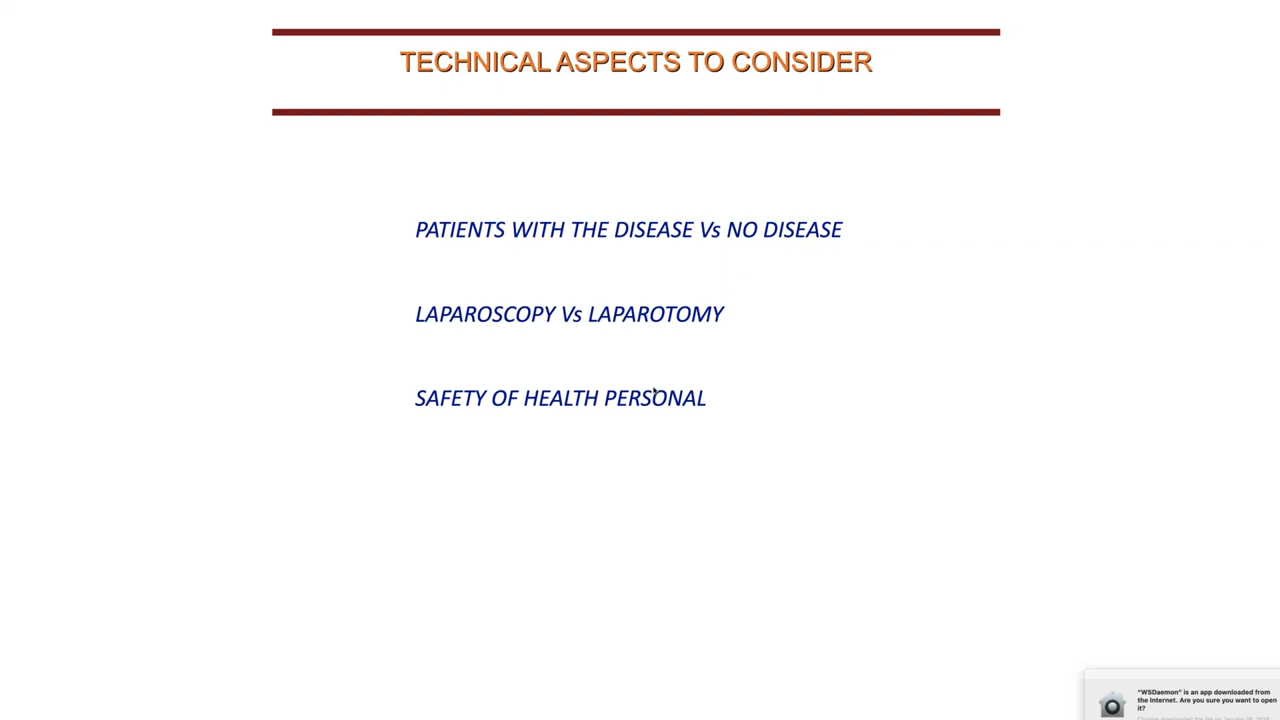 TECHNICAL ASPECTS TO CONSIDER
PATIENTS WITH THE DISEASE Vs NO DISEASE
LAPAROSCOPY Vs LAPAROTOMY
SAFETY OF HEALTH PERSONAL
“WSDaemon” is an app downloaded from
the Internet. Are you sure you want to open
it?